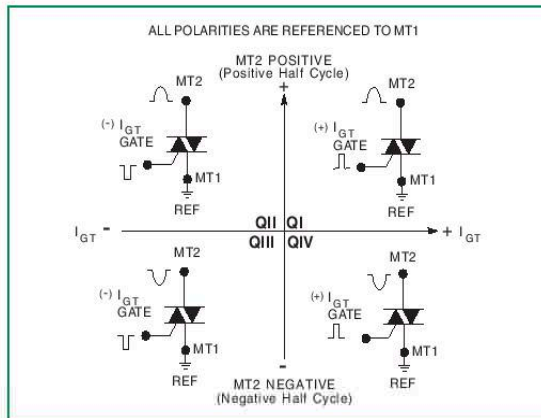 ALL POLARITIES ARE REFERENCED TO MT1
MT2 POSITIVE
(Positive Half Cycle)
+
MT2
(-) IGT
GATE
MT1
REF
MT2
(+) IGT
GATE
MT1
REF
IGT -
QII QI
QIII QIV
+ IGT
MT2
(-) IGT
GATE
MT1
REF
MT2
(+) IGT
GATE
MT1
REF
-
MT2 NEGATIVE
(Negative Half Cycle)